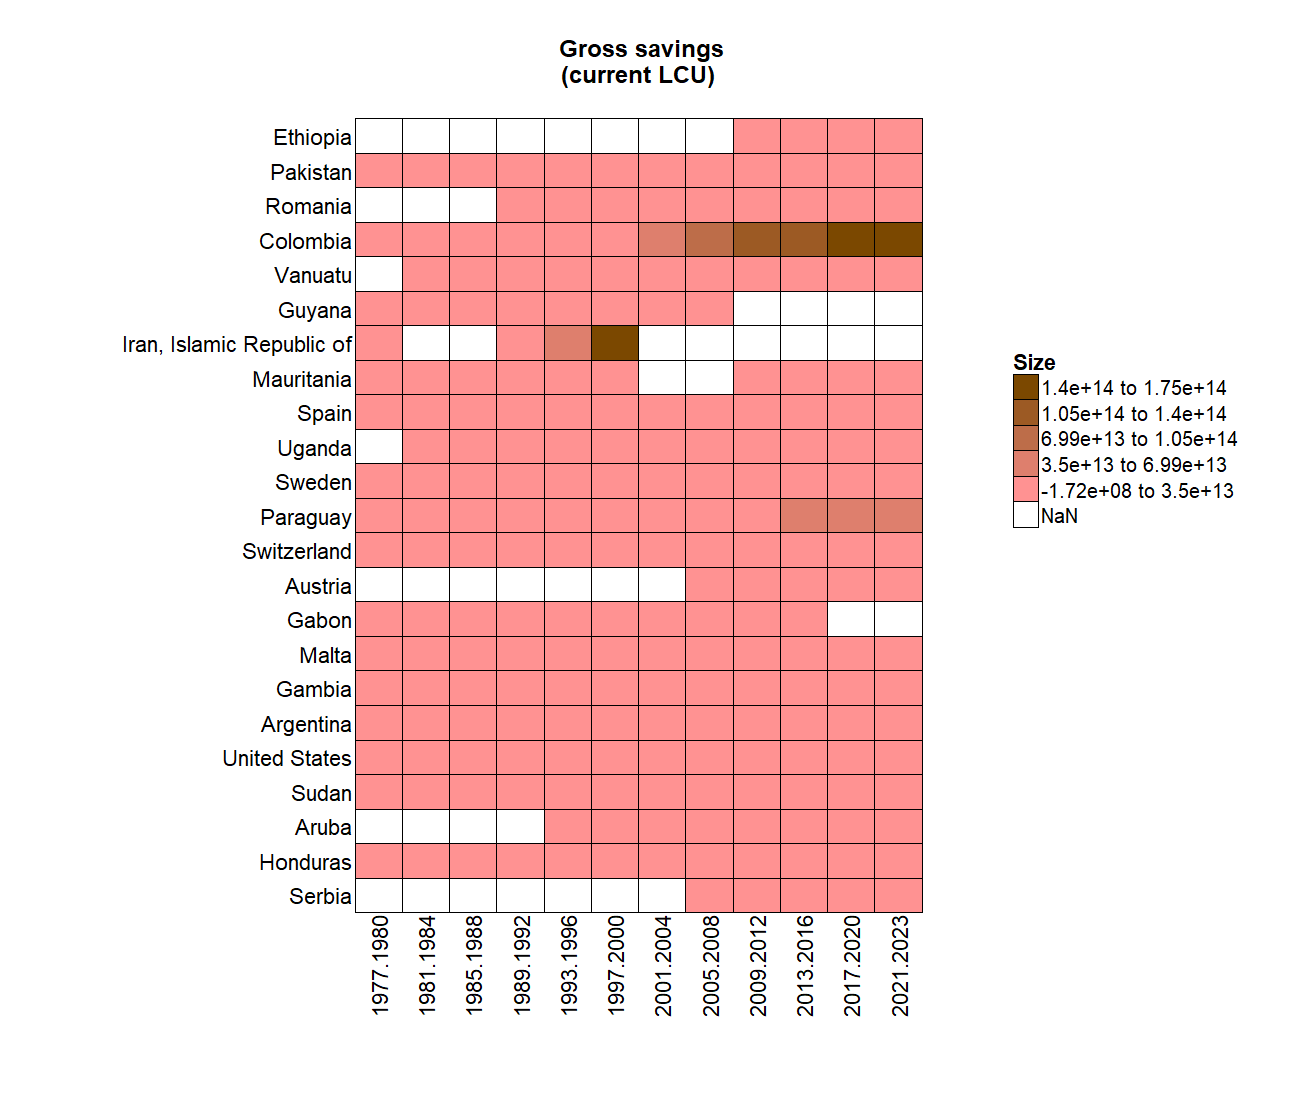 Gross savings
(current LCU)
Ethiopia
Pakistan
Romania
Colombia
Vanuatu
Guyana
Iran, Islamic Republic of
Mauritania
Spain
Uganda
Sweden
Paraguay
Switzerland
Austria
Gabon
Malta
Gambia
Argentina
United States
Sudan
Aruba
Honduras
Serbia
1977.1980
1981.1984
1985.1988
1989.1992
1993.1996
1997.2000
2001.2004
2005.2008
2009.2012
2013.2016
2017.2020
2021.2023
Size
1.4e+14 to 1.75e+14
1.05e+14 to 1.4e+14
6.99e+13 to 1.05e+14
3.5e+13 to 6.99e+13
-1.72e+08 to 3.5e+13
NaN